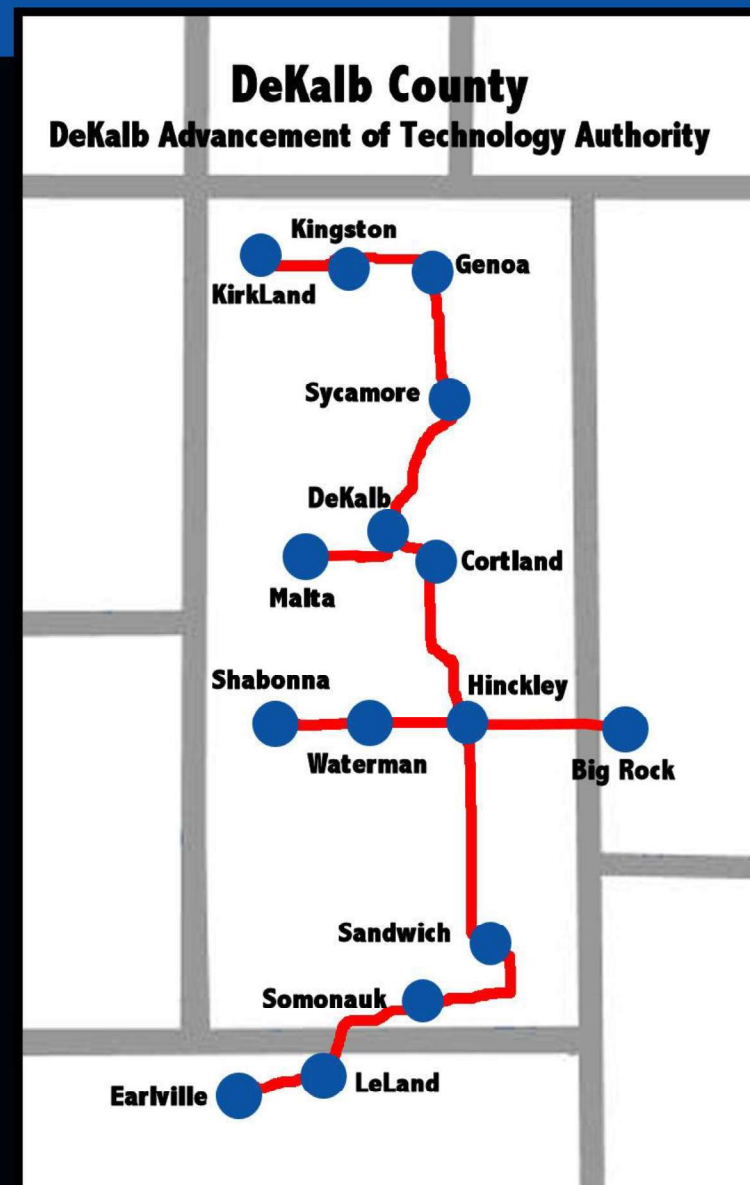 DeKalb County
DeKalb Advancement of Technology Authority
Kingston
Genoa
KirkLand
Sycamore
DeKalb
Cortland
Malta
Shabonna
Hinckley
Waterman
Big Rock
Sandwich
Somonauk
LeLand
Earlville